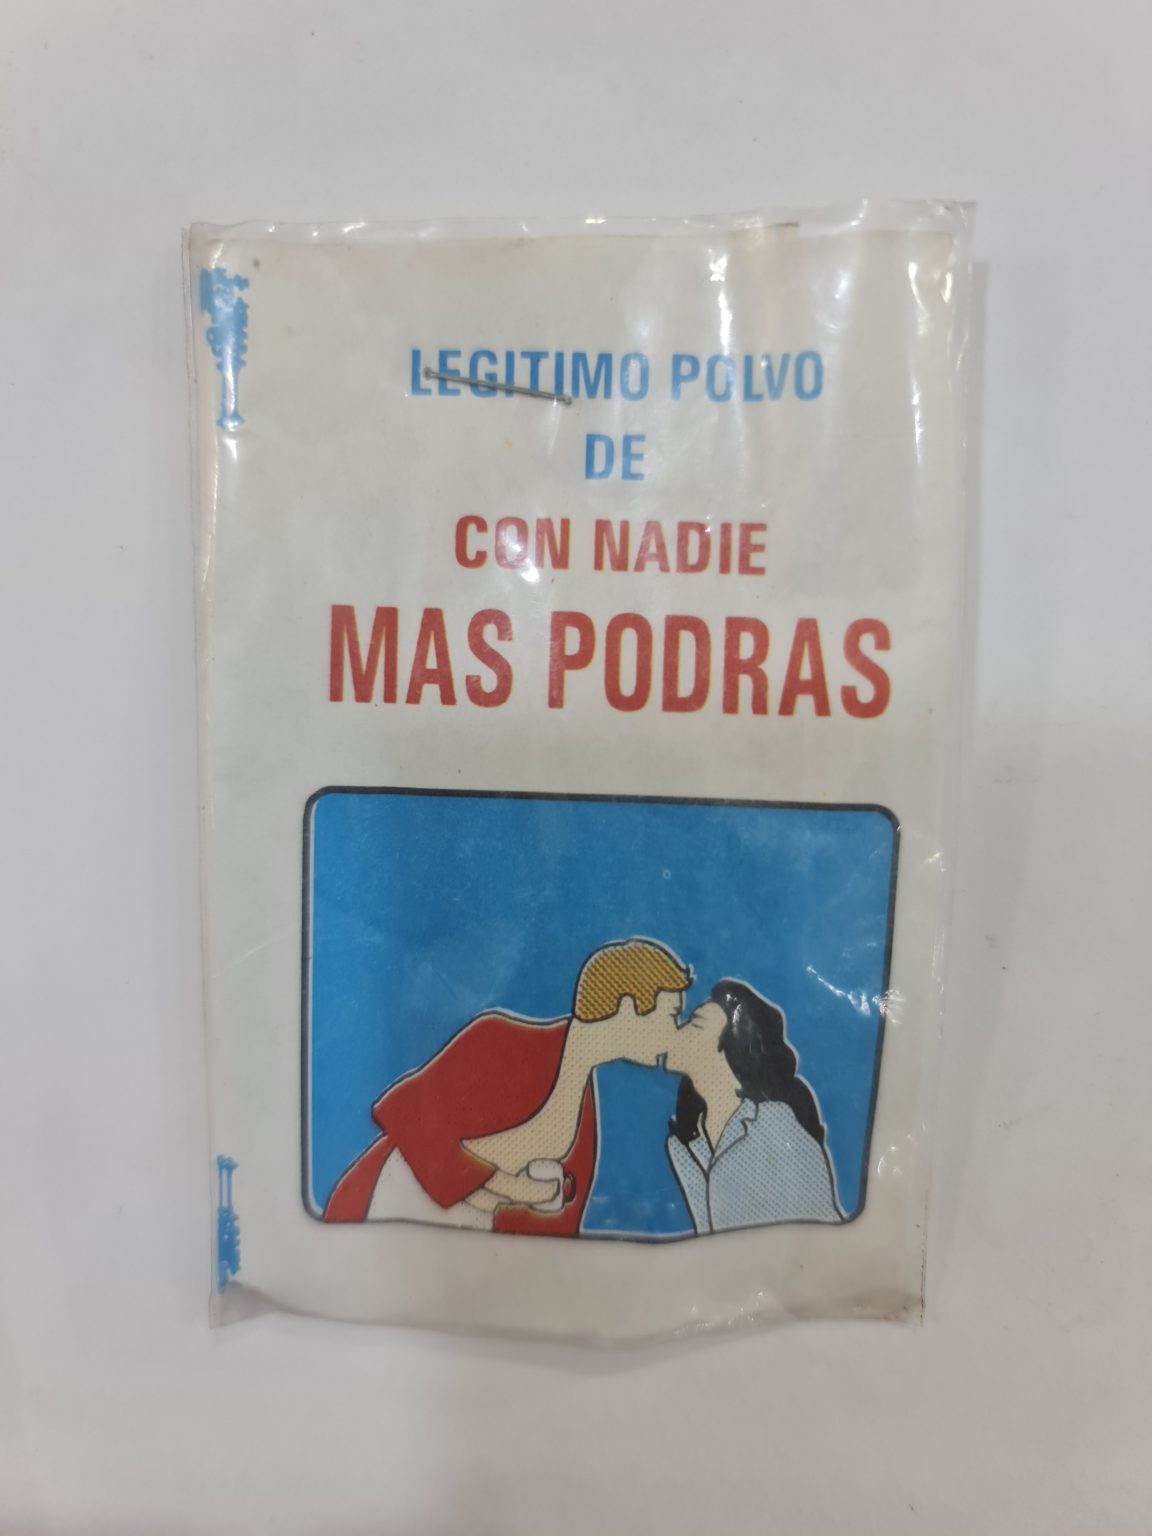 LEGITIMO POLVO
DE
CON NADIE
MAS PODRAS